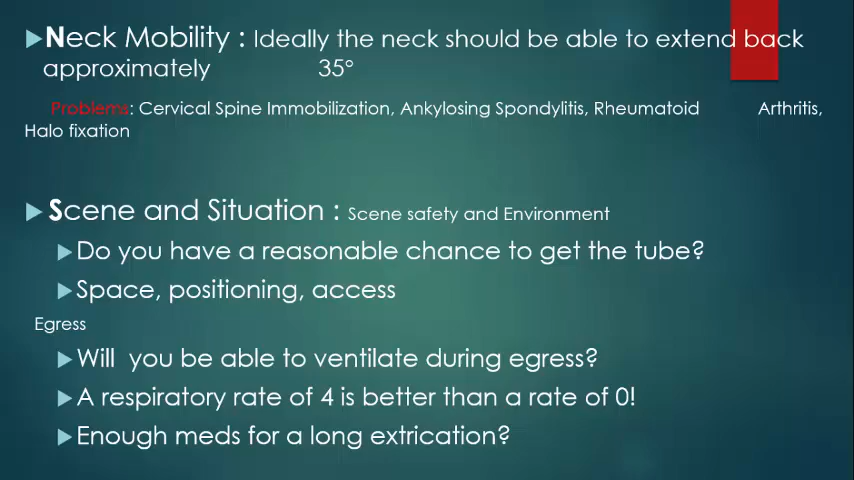 Neck Mobility : Ideally the neck should be able to extend back
approximately 35°
Problems: Cervical Spine Immobilization, Ankylosing Spondylitis, Rheumatoid Arthritis,
Halo fixation
Scene and Situation : Scene safety and Environment
Do you have a reasonable chance to get the tube?
Space, positioning, access
Egress
Will you be able to ventilate during egress?
A respiratory rate of 4 is better than a rate of 0!
Enough meds for a long extrication?